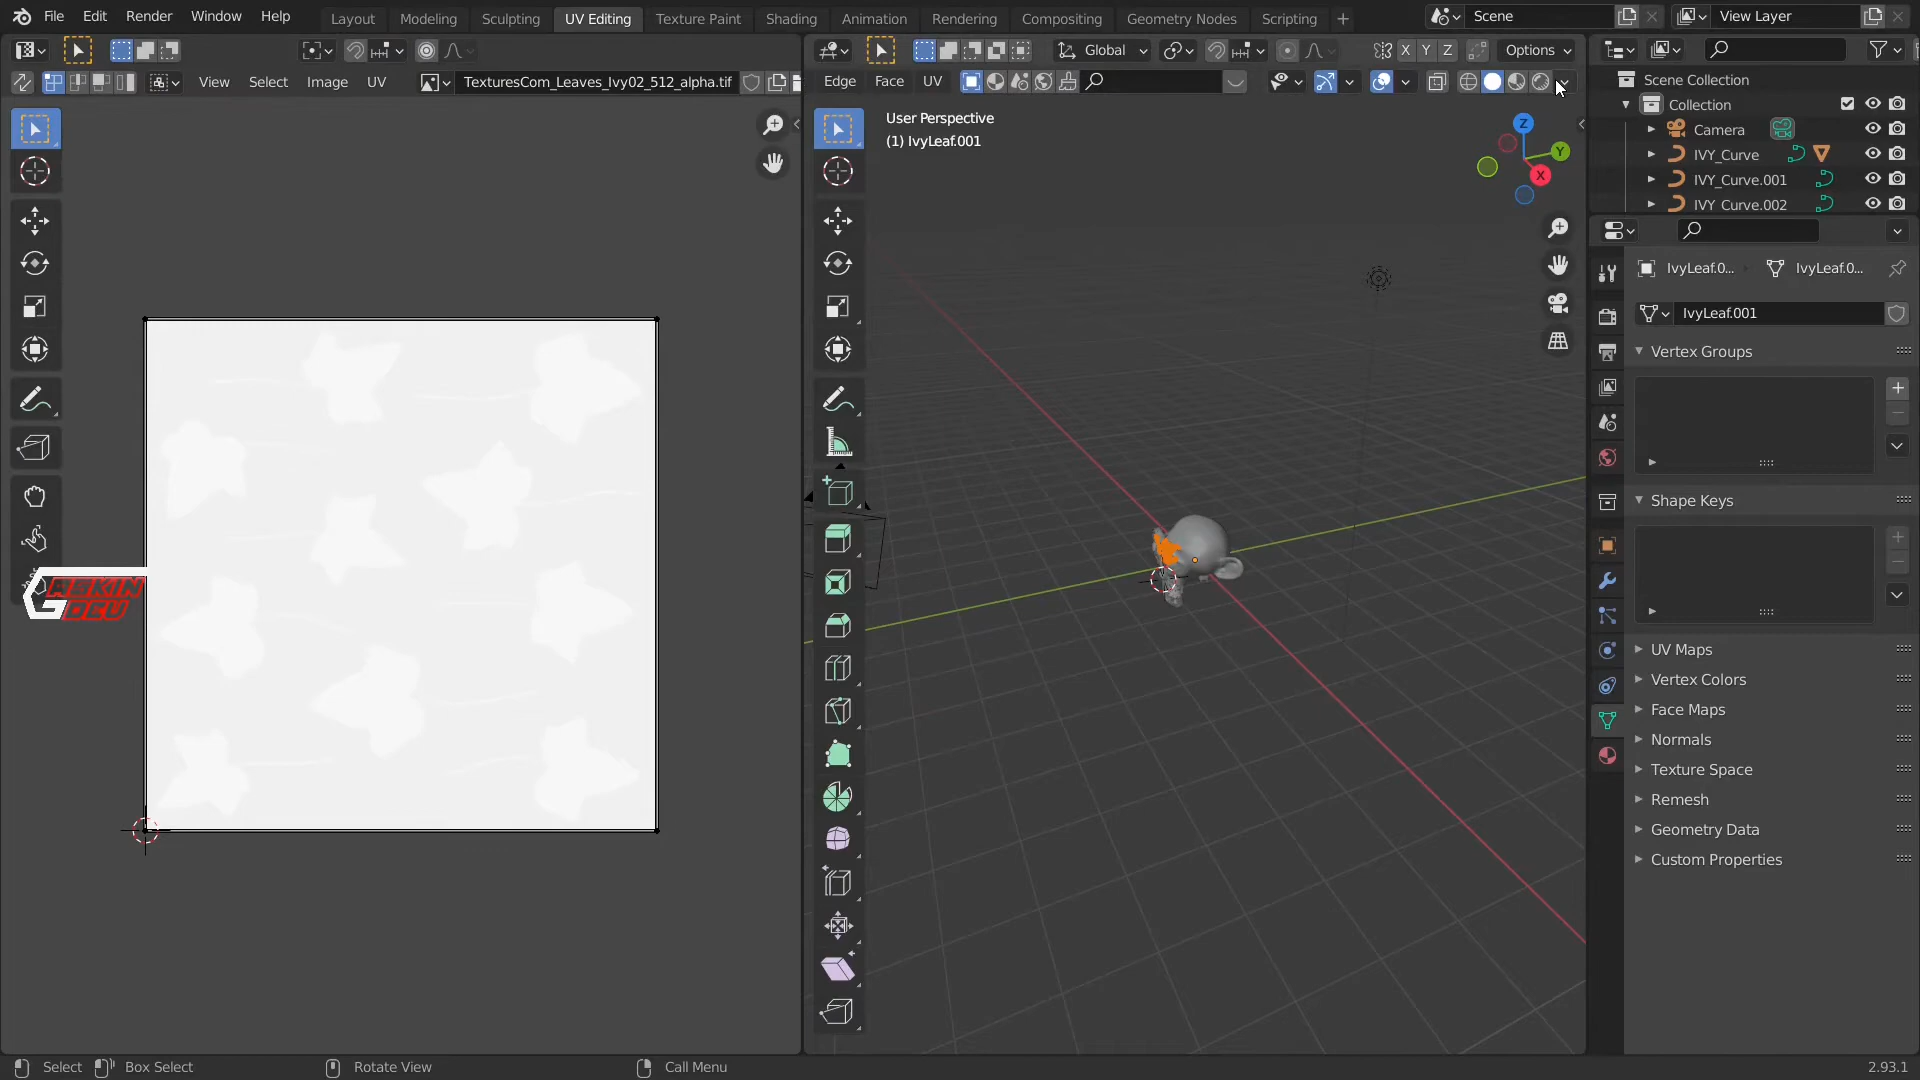 File Edit Render Window Help
Layout Modeling Sculpting UV Editing Texture Paint Shading Animation Rendering Compositing Geometry Nodes Scripting +
Scene
View Layer
Global
X Y Z
Options
View Select Image UV
TexturesCom_Leaves_Ivy02_512_alpha.tif
Edge Face UV
User Perspective
(1) IvyLeaf.001
Z
Y
X
Scene Collection
Collection
Camera
IVY_Curve
IVY_Curve.001
IVY_Curve.002
IvyLeaf.0...
IvyLeaf.0...
IvyLeaf.001
Vertex Groups
Shape Keys
UV Maps
Vertex Colors
Face Maps
Normals
Texture Space
Remesh
Geometry Data
Custom Properties
Select
Box Select
Rotate View
Call Menu
2.93.1